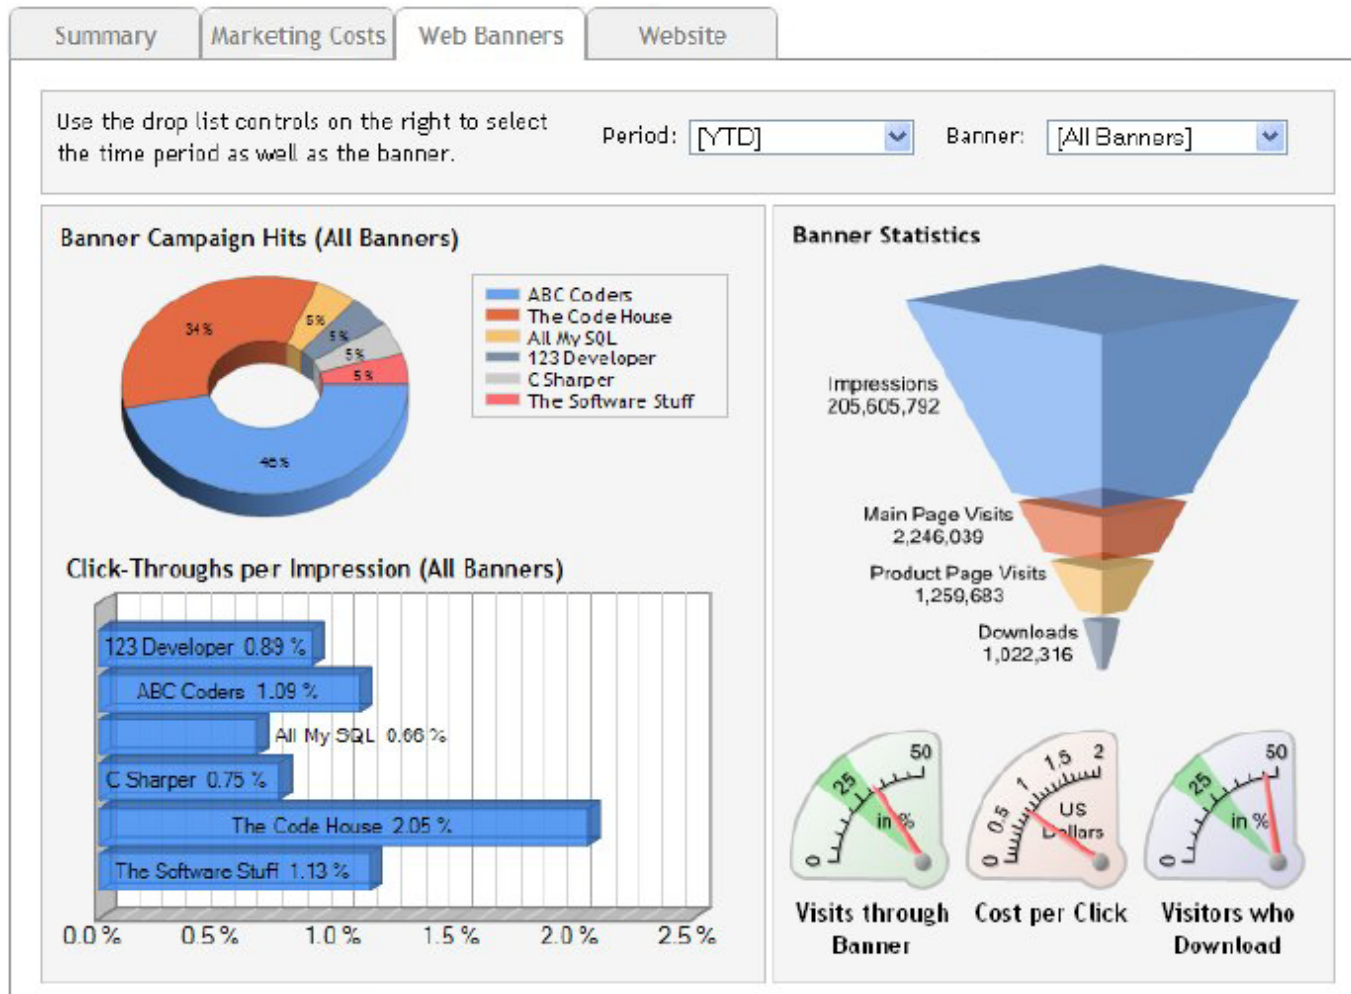 Summary
Marketing Costs
Web Banners
Website
Use the drop list controls on the right to select
the time period as well as the banner.
Period:
[YTD]
Banner:
[All Banners]
Banner Campaign Hits (All Banners)
34%
5%
5%
5%
5%
ABC Coders
The Code House
All My SQL
123 Developer
C Sharper
The Software Stuff
Click-Throughs per Impression (All Banners)
123 Developer 0.89 %
ABC Coders 1.09 %
All My SQL 0.66 %
C Sharper 0.75 %
The Code House 2.05 %
The Software Stuff 1.13 %
0.0 %
0.5 %
1.0 %
1.5 %
2.0 %
2.5 %
Banner Statistics
Impressions
205,605,792
Main Page Visits
2,246,039
Product Page Visits
1,259,683
Downloads
1,022,316
0
25
50
in %
Visits through
Banner
0
0.5
1
1.5
2
US
Dollars
Cost per Click
0
25
50
in %
Visitors who
Download